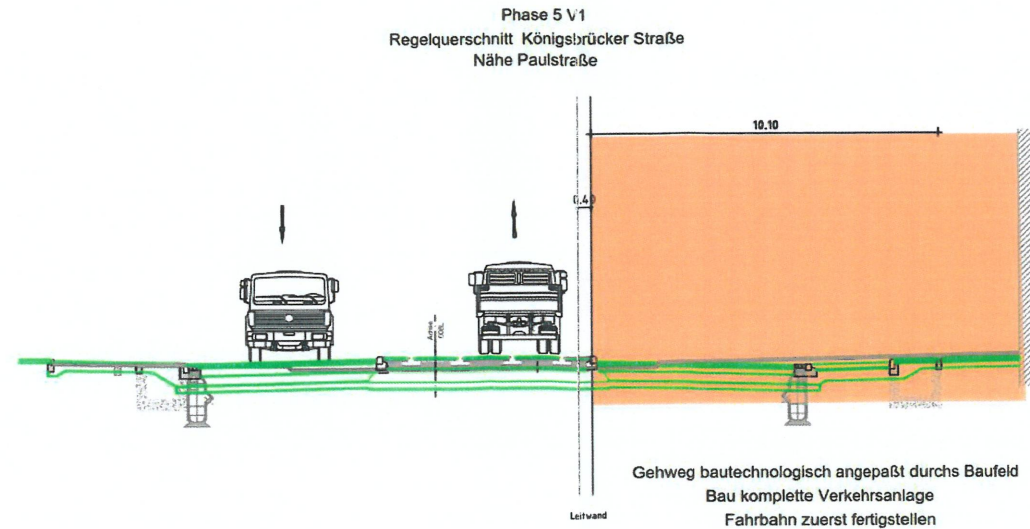 Phase 5 V1
Regelquerschnitt Königsbrücker Straße
Nähe Paulstraße
10.10
0.40
Achse
Leitwand
Gehweg bautechnologisch angepaßt durchs Baufeld
Bau komplette Verkehrsanlage
Fahrbahn zuerst fertigstellen